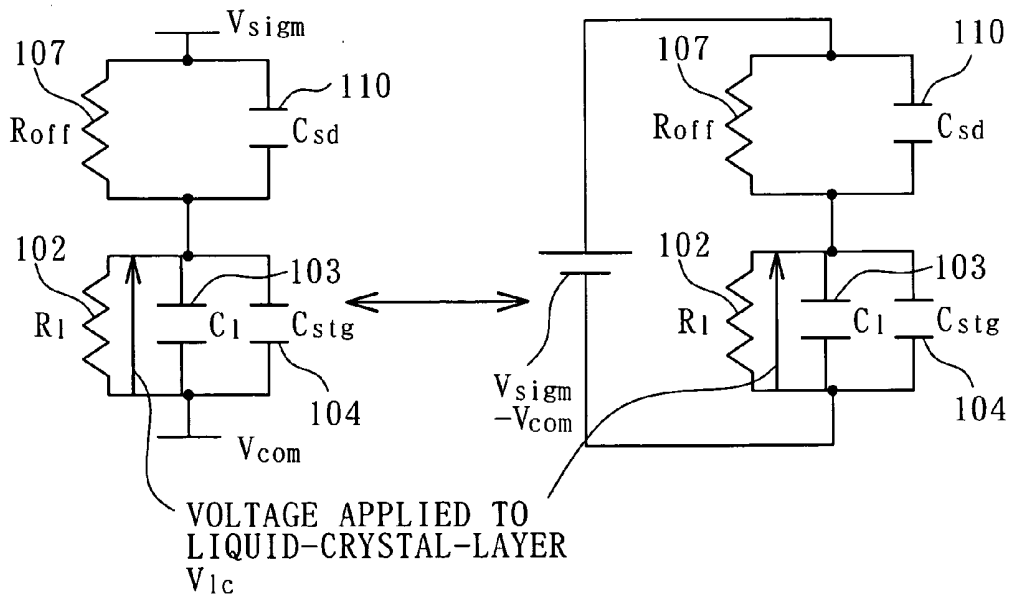 Vsigm
107
110
Roff
Csd
102
103
Rl
Cl
Cstg
104
Vcom
107
110
Roff
Csd
102
103
Rl
Cl
Cstg
104
Vsigm
-Vcom
VOLTAGE APPLIED TO
LIQUID-CRYSTAL-LAYER
Vlc